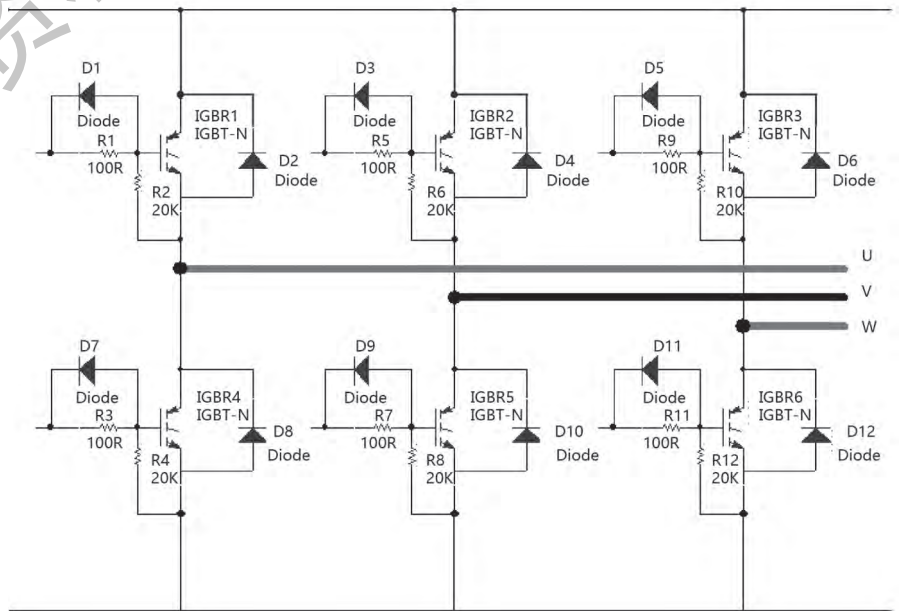 D1
Diode
R1
100R
IGBR1
IGBT-N
D2
Diode
R2
20K
D3
Diode
R5
100R
IGBR2
IGBT-N
D4
Diode
R6
20K
D5
Diode
R9
100R
IGBR3
IGBT-N
D6
Diode
R10
20K
U
V
W
D7
Diode
R3
100R
IGBR4
IGBT-N
D8
Diode
R4
20K
D9
Diode
R7
100R
IGBR5
IGBT-N
D10
Diode
R8
20K
D11
Diode
R11
100R
IGBR6
IGBT-N
D12
Diode
R12
20K